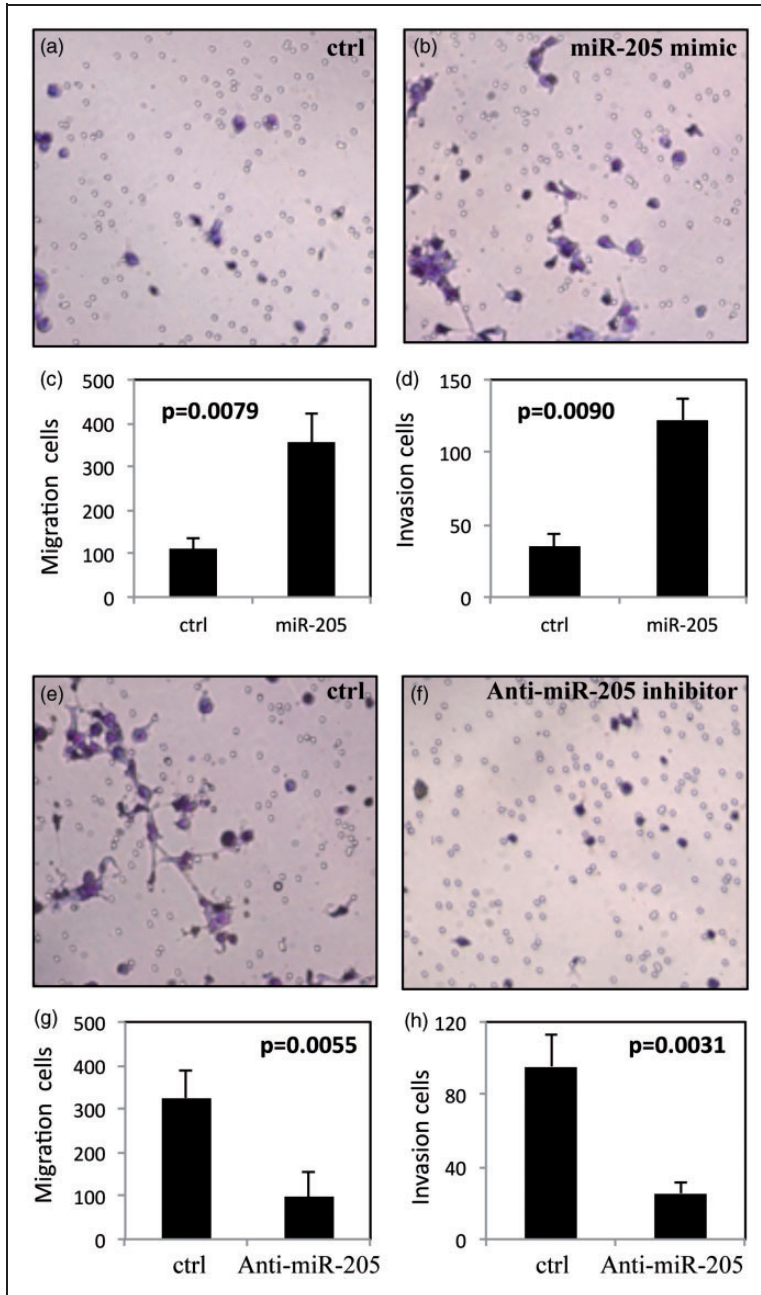 (a) ctrl
(b) miR-205 mimic
(c)
500
400
300
200
100
0
Migration cells
p=0.0079
ctrl miR-205
(d)
150
100
50
0
Invasion cells
p=0.0090
ctrl miR-205
(e) ctrl
(f) Anti-miR-205 inhibitor
(g)
500
400
300
200
100
0
Migration cells
p=0.0055
ctrl Anti-miR-205
(h)
120
80
40
0
Invasion cells
p=0.0031
ctrl Anti-miR-205